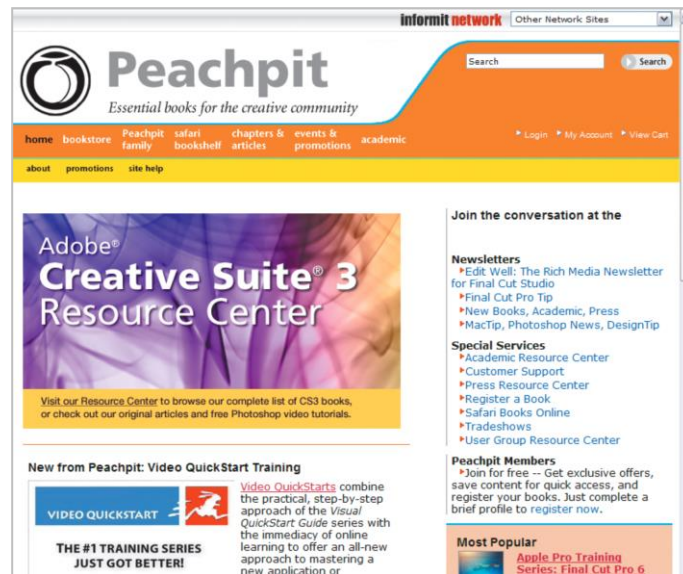 informit network
Other Network Sites
Peachpit
Essential books for the creative community
Search
Search
home
bookstore
Peachpit family
safari bookshelf
chapters & articles
events & promotions
academic
Login
My Account
View Cart
about
promotions
site help
Adobe®
Creative Suite® 3
Resource Center
Visit our Resource Center to browse our complete list of CS3 books,
or check out our original articles and free Photoshop video tutorials.
New from Peachpit: Video QuickStart Training
VIDEO QUICKSTART
THE #1 TRAINING SERIES
JUST GOT BETTER!
Video QuickStarts combine
the practical, step-by-step
approach of the Visual
QuickStart Guide series with
the immediacy of online
learning to offer an all-new
approach to mastering a
new application or
Join the conversation at the
Newsletters
Edit Well: The Rich Media Newsletter
for Final Cut Studio
Final Cut Pro Tip
New Books, Academic, Press
MacTip, Photoshop News, DesignTip
Special Services
Academic Resource Center
Customer Support
Press Resource Center
Register a Book
Safari Books Online
Tradeshows
User Group Resource Center
Peachpit Members
Join for free -- Get exclusive offers,
save content for quick access, and
register your books. Just complete a
brief profile to register now.
Most Popular
Apple Pro Training
Series: Final Cut Pro 6